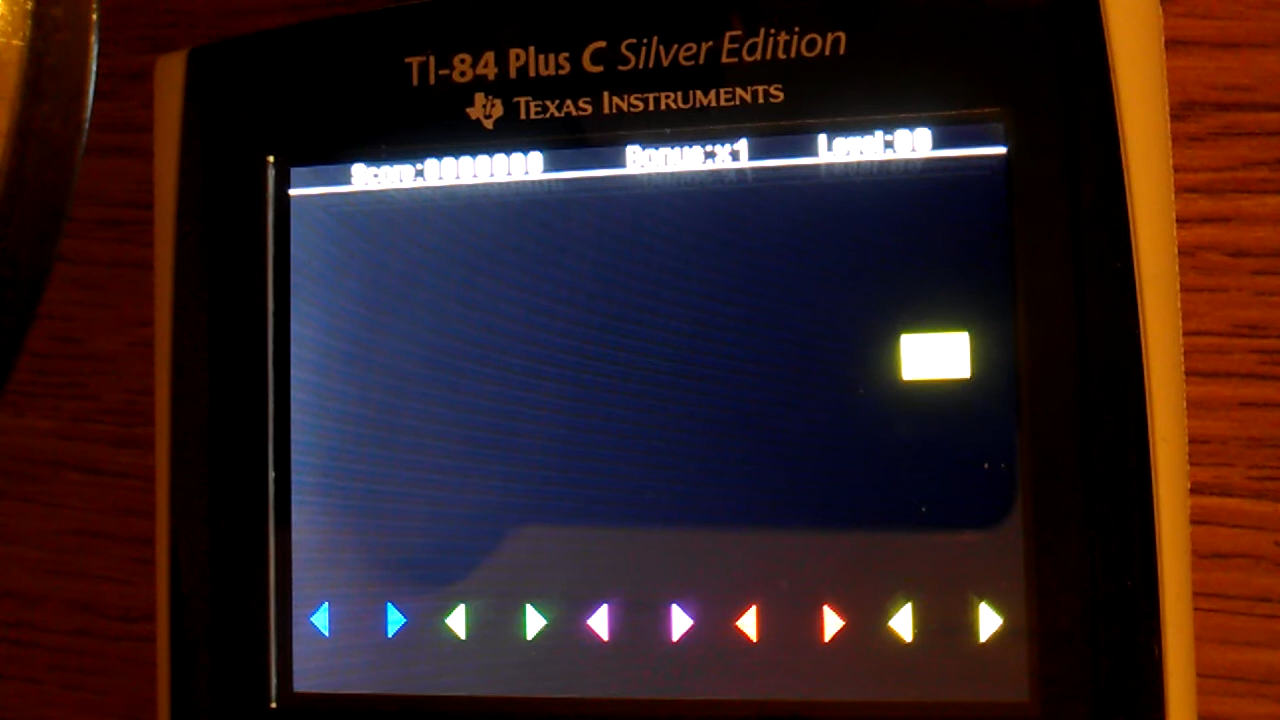 TI-84 Plus C Silver Edition
TEXAS INSTRUMENTS
Score:0000000 Bonus:x1 Level:00